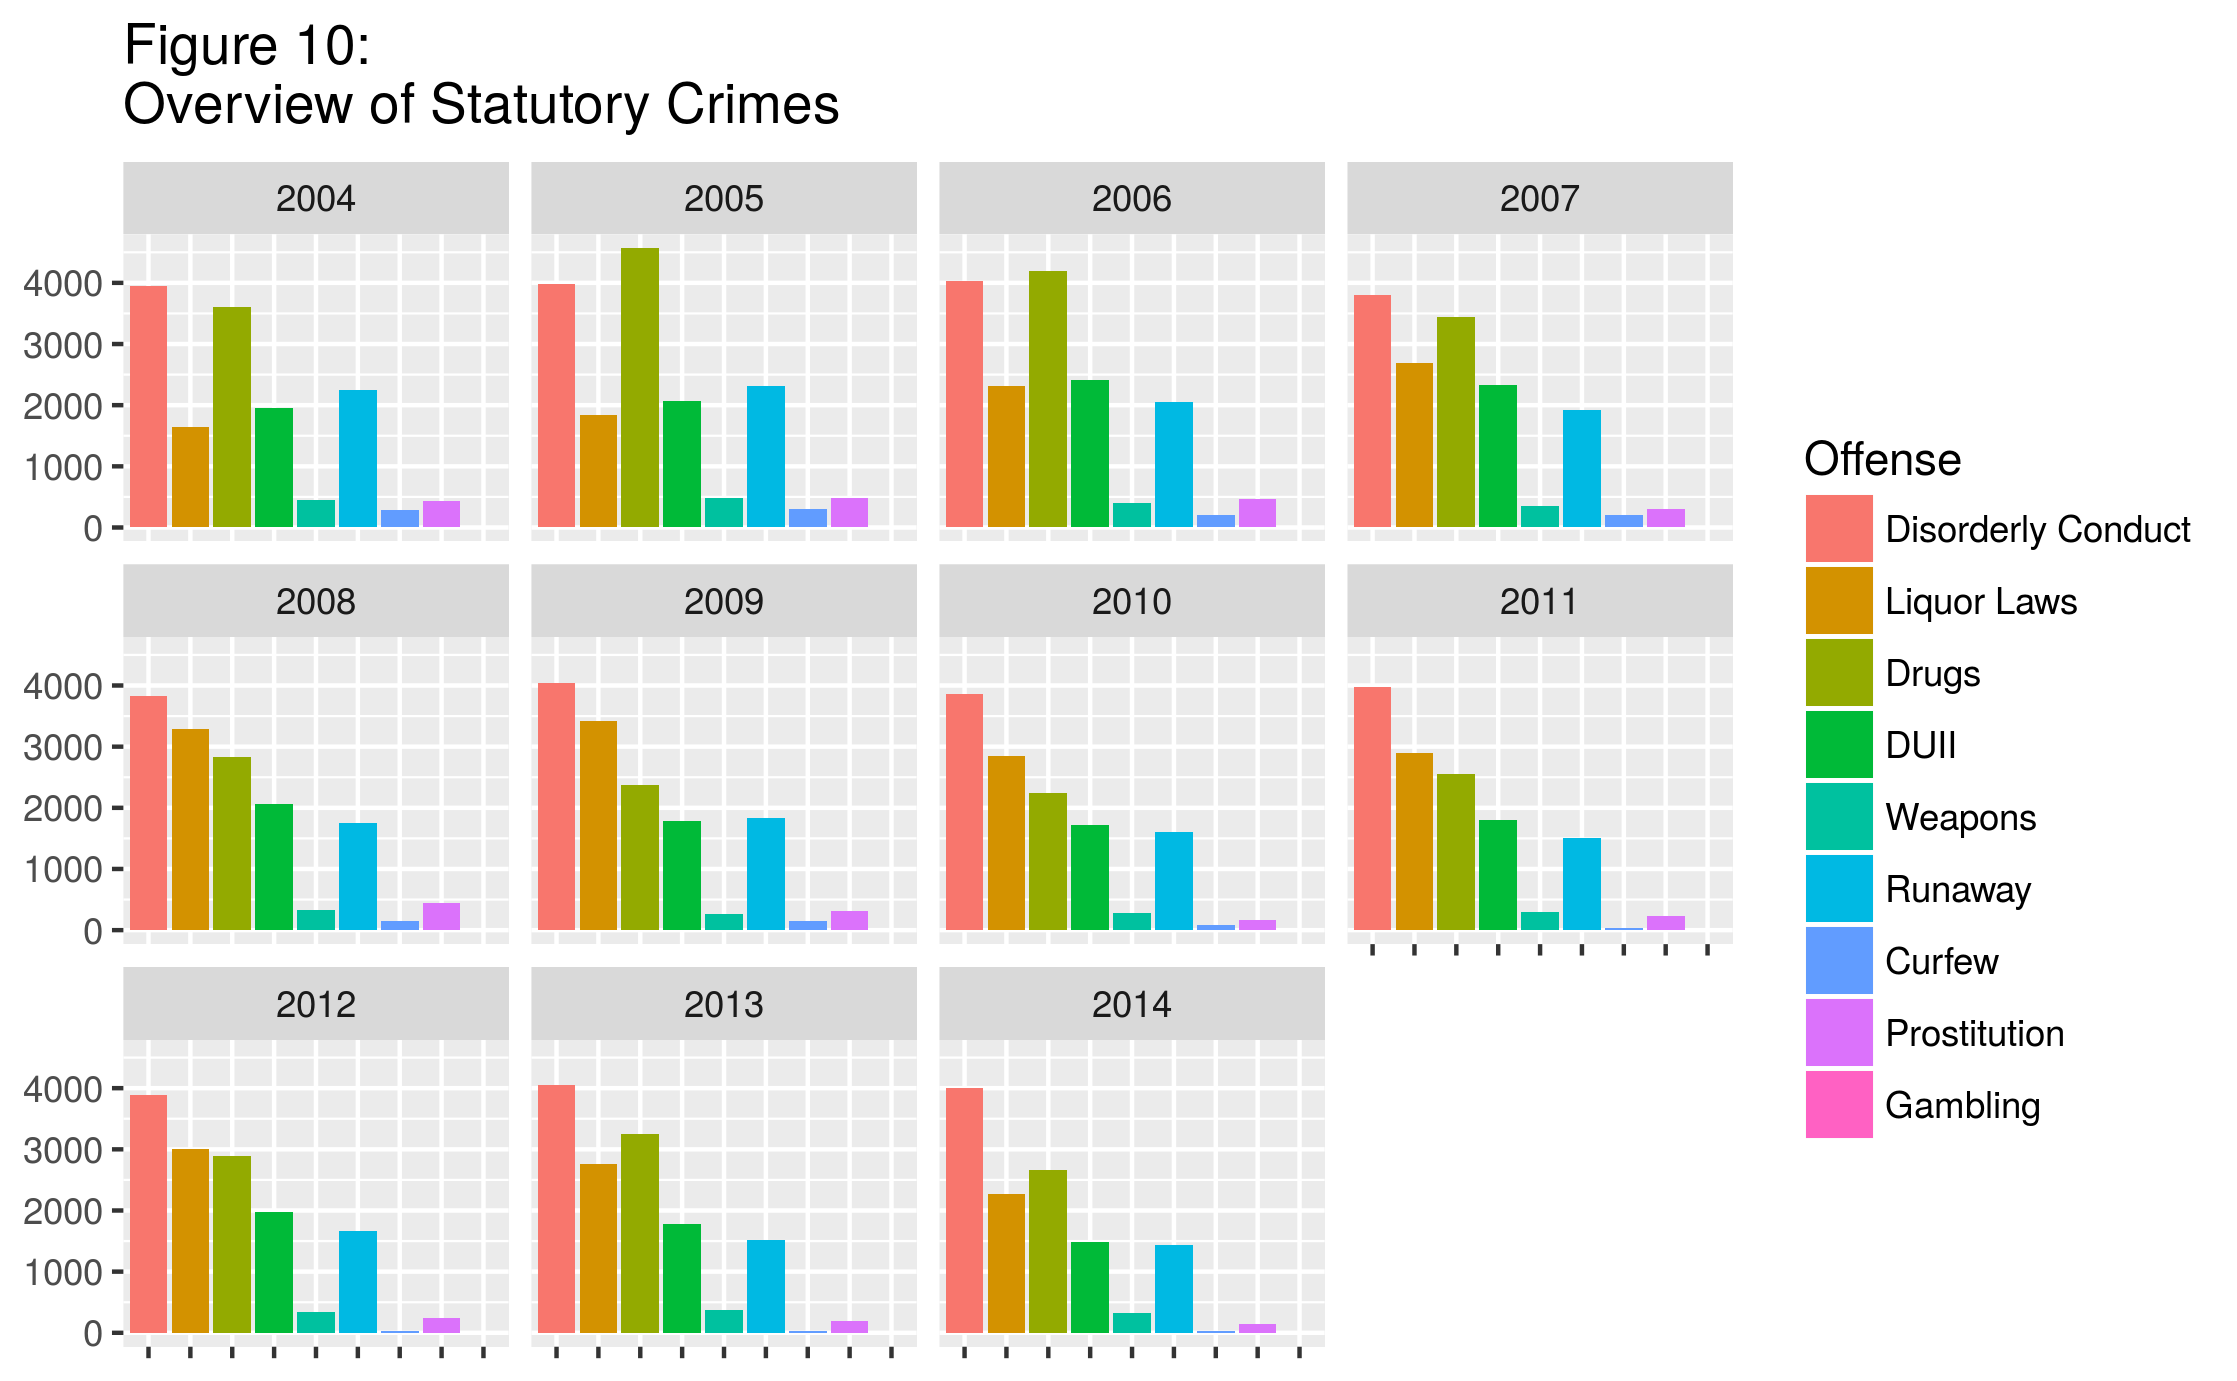 Figure 10:
Overview of Statutory Crimes
2004 2005 2006 2007
4000
3000
2000
1000
0
2008 2009 2010 2011
4000
3000
2000
1000
0
2012 2013 2014
4000
3000
2000
1000
0
Offense
Disorderly Conduct
Liquor Laws
Drugs
DUII
Weapons
Runaway
Curfew
Prostitution
Gambling